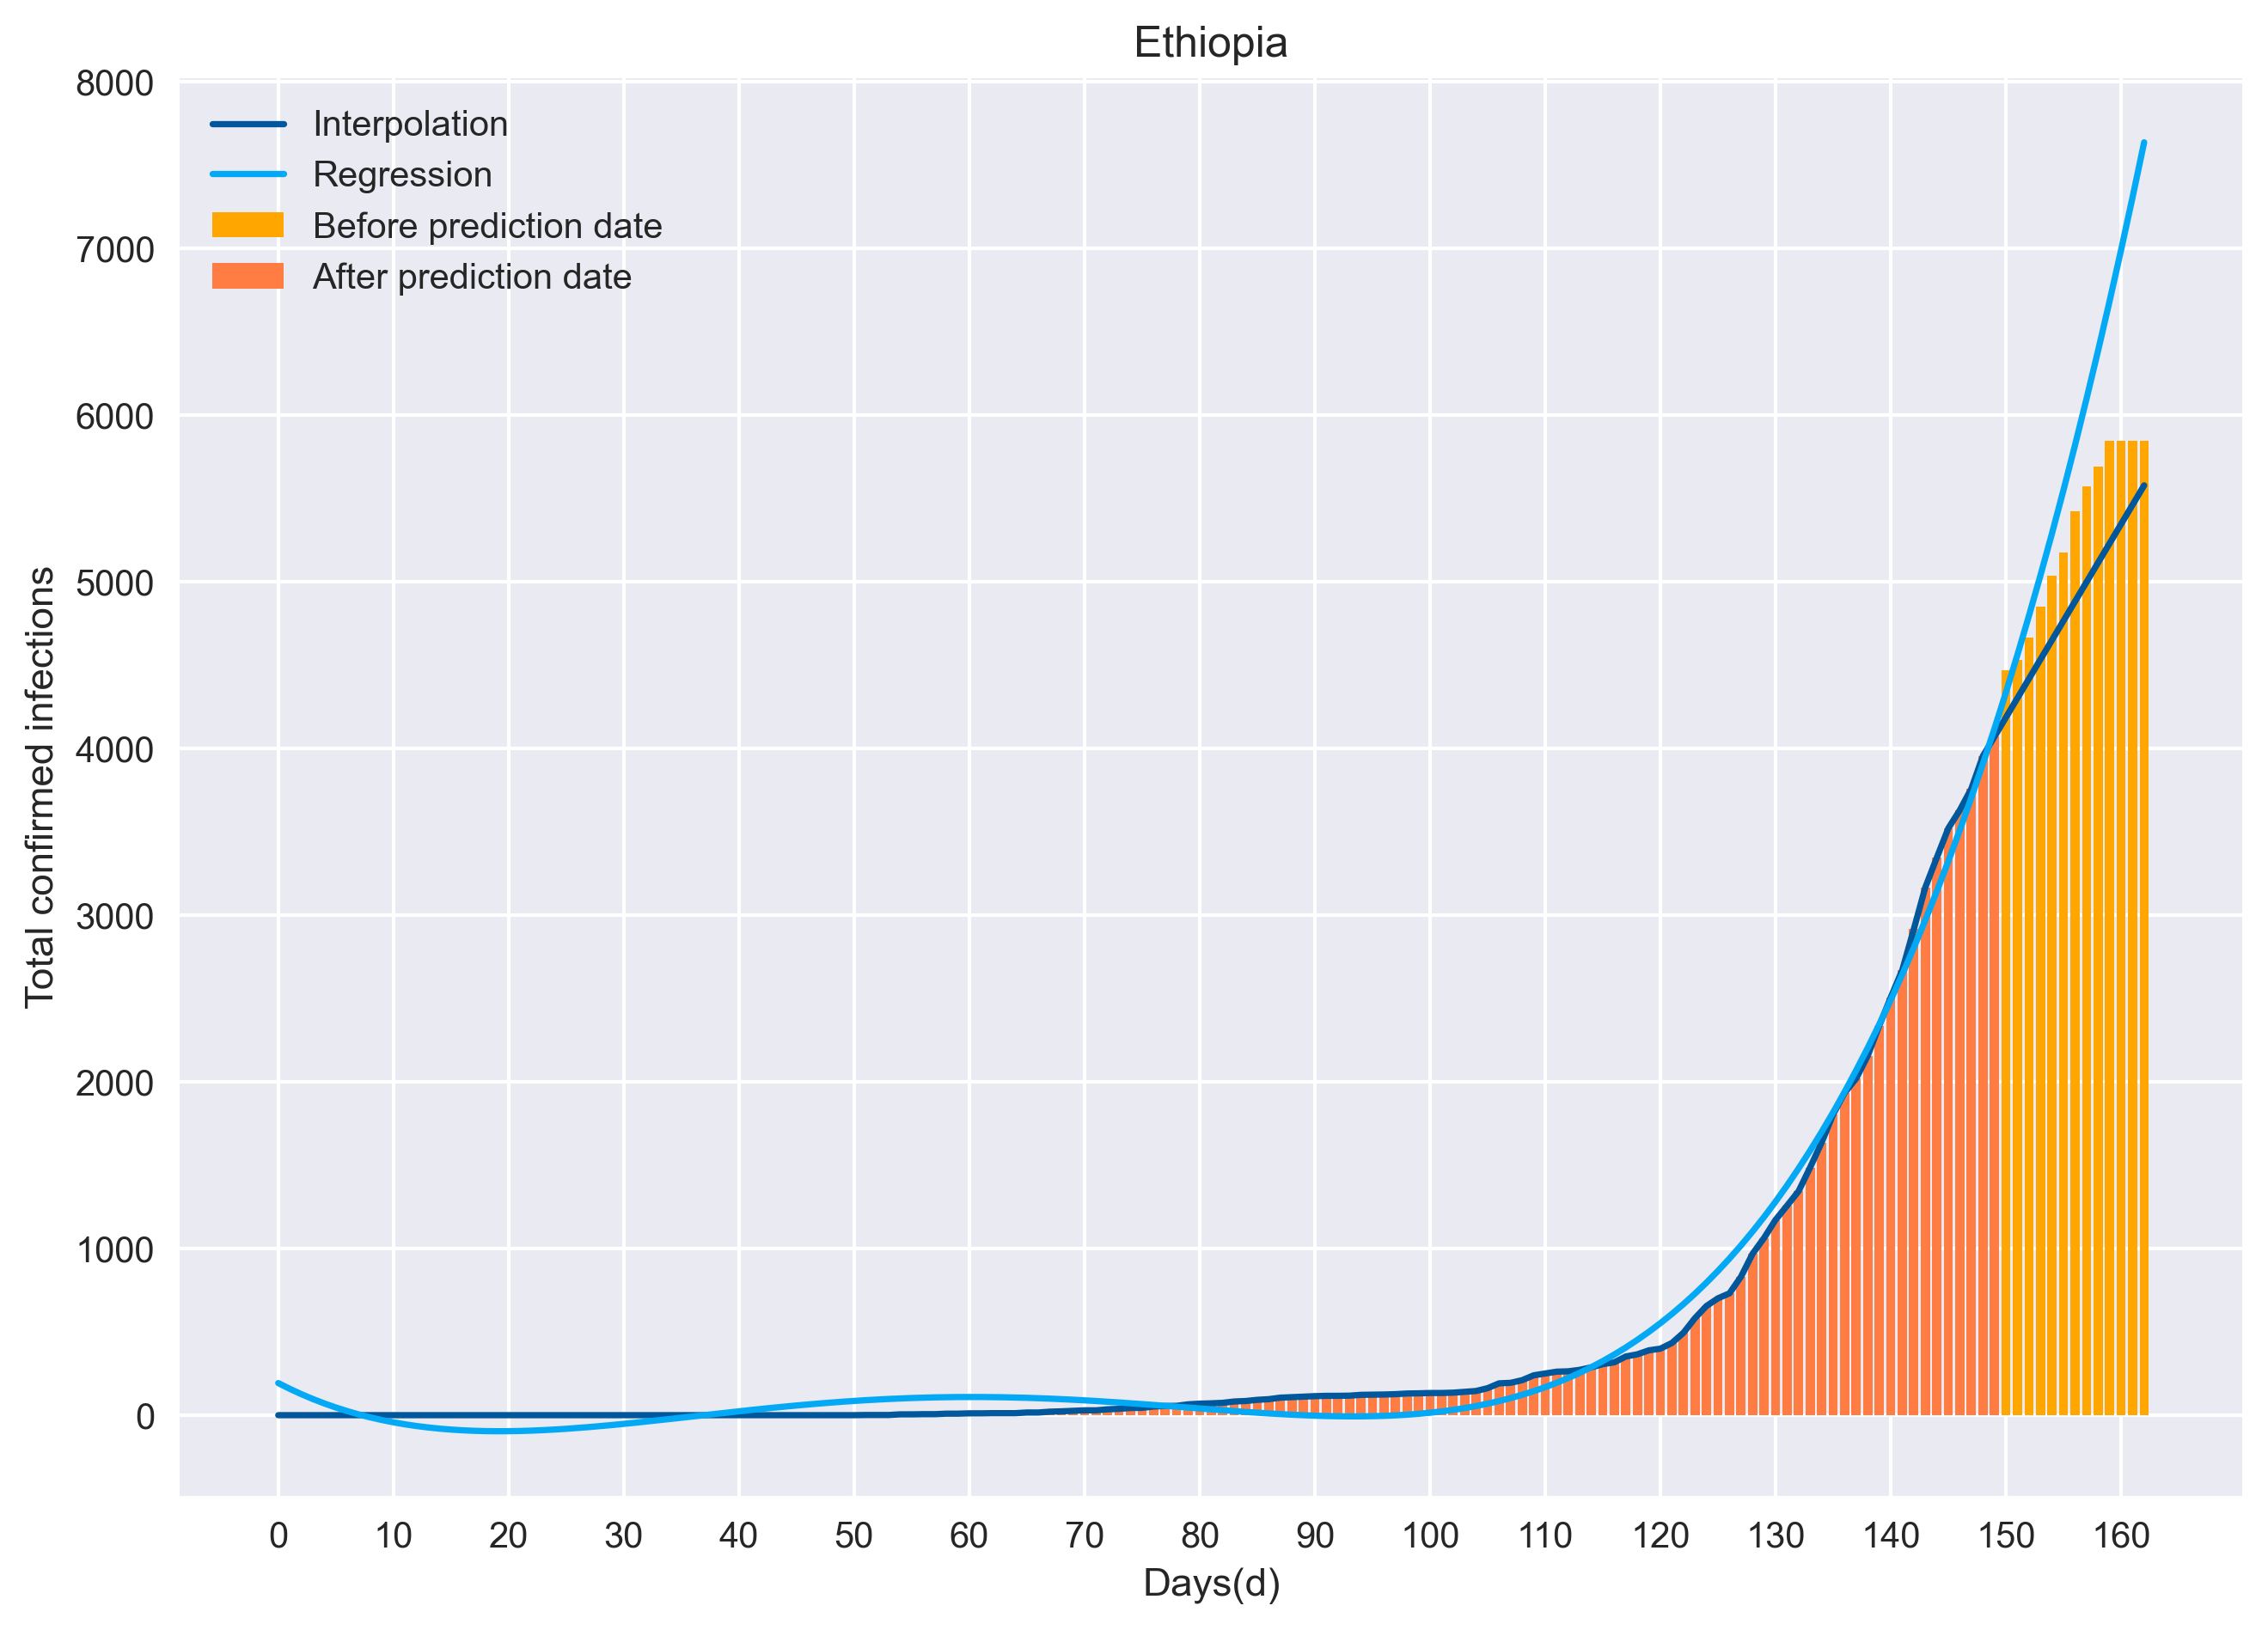 Ethiopia
Interpolation
Regression
Before prediction date
After prediction date
Total confirmed infections
8000
7000
6000
5000
4000
3000
2000
1000
0
0 10 20 30 40 50 60 70 80 90 100 110 120 130 140 150 160
Days(d)